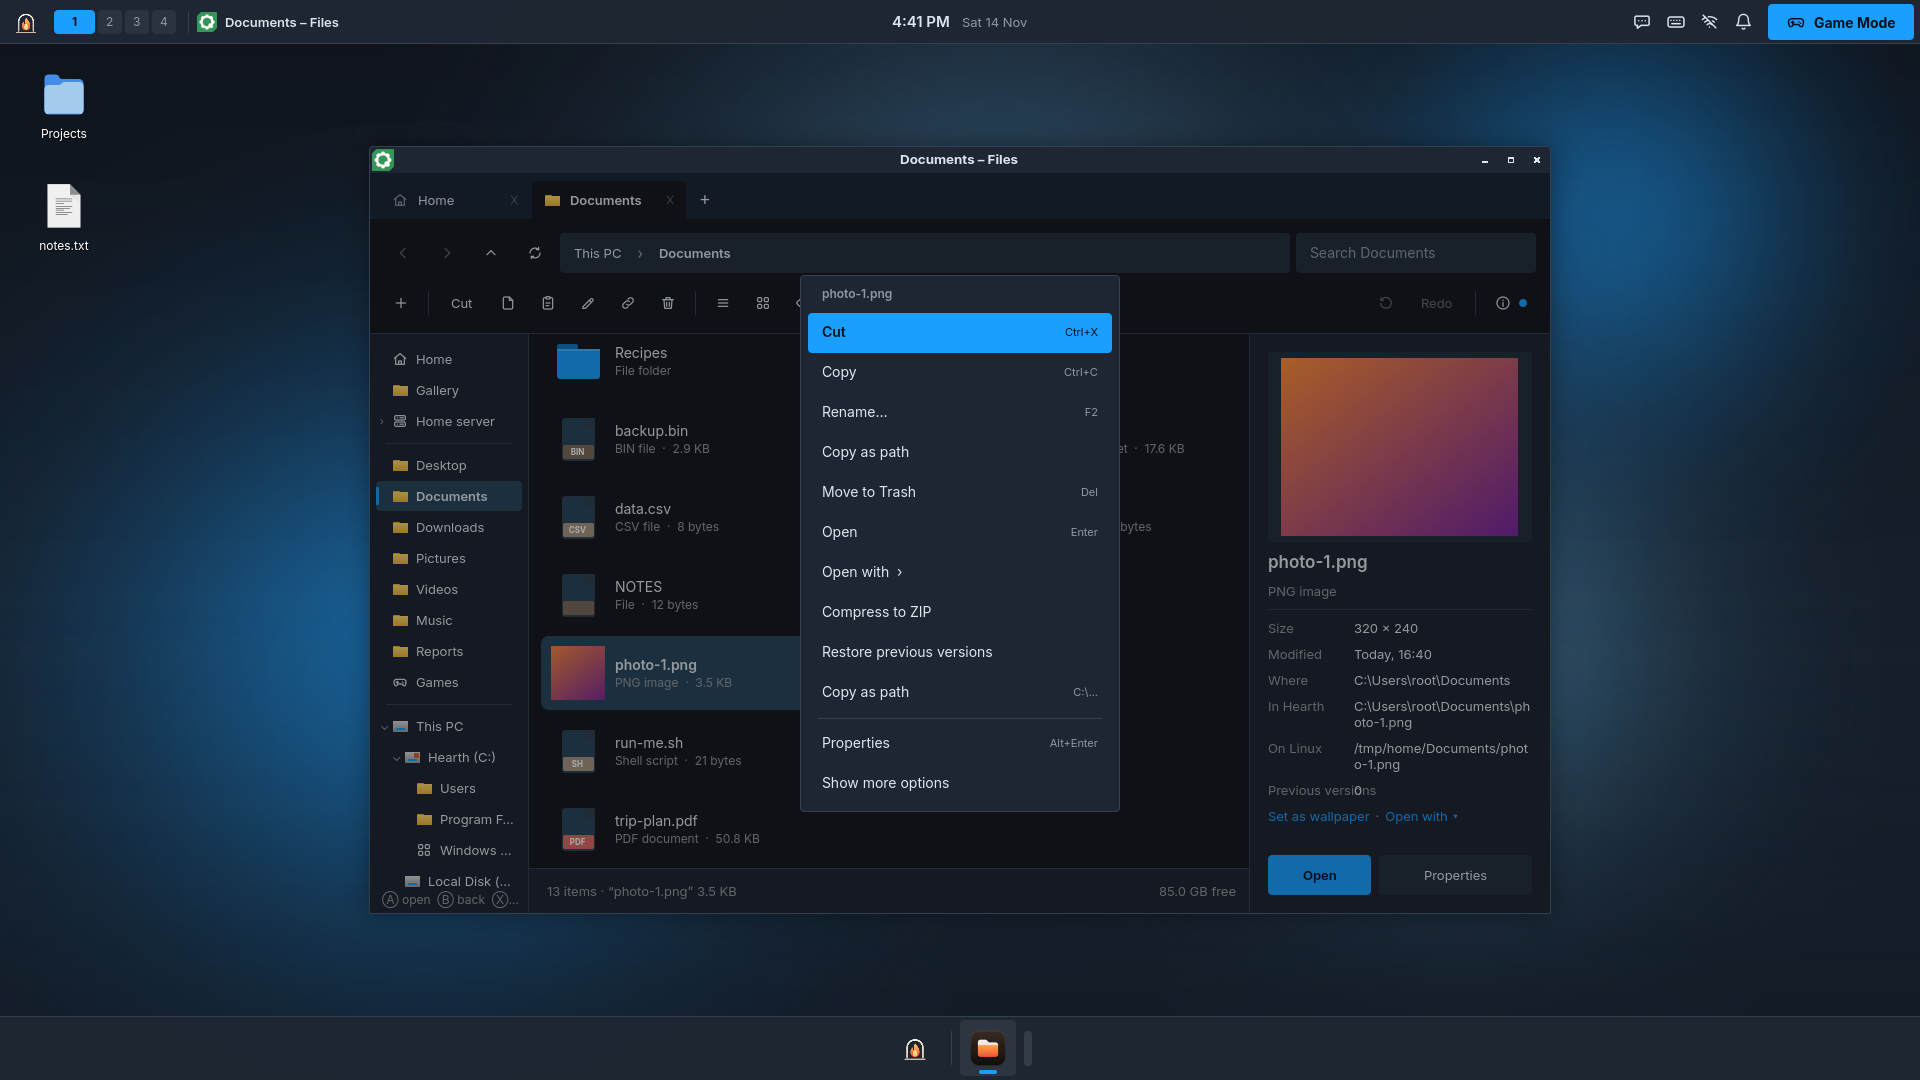 1 2 3 4 Documents – Files
4:41 PM Sat 14 Nov
Game Mode
Projects
notes.txt
Documents – Files
Home X
Documents X +
This PC › Documents
Search Documents
Cut
Redo
Home
Gallery
Home server
Desktop
Documents
Downloads
Pictures
Videos
Music
Reports
Games
This PC
Hearth (C:)
Users
Program F...
Windows ...
Local Disk (...
A open B back X...
Recipes
File folder
backup.bin
BIN file · 2.9 KB
BIN
data.csv
CSV file · 8 bytes
CSV
NOTES
File · 12 bytes
photo-1.png
PNG image · 3.5 KB
run-me.sh
Shell script · 21 bytes
SH
trip-plan.pdf
PDF document · 50.8 KB
PDF
et · 17.6 KB
bytes
photo-1.png
Cut Ctrl+X
Copy Ctrl+C
Rename... F2
Copy as path
Move to Trash Del
Open Enter
Open with ›
Compress to ZIP
Restore previous versions
Copy as path C:\...
Properties Alt+Enter
Show more options
photo-1.png
PNG image
Size 320 × 240
Modified Today, 16:40
Where C:\Users\root\Documents
In Hearth C:\Users\root\Documents\ph
oto-1.png
On Linux /tmp/home/Documents/phot
o-1.png
Previous versions 0
Set as wallpaper · Open with
Open Properties
13 items · “photo-1.png” 3.5 KB
85.0 GB free